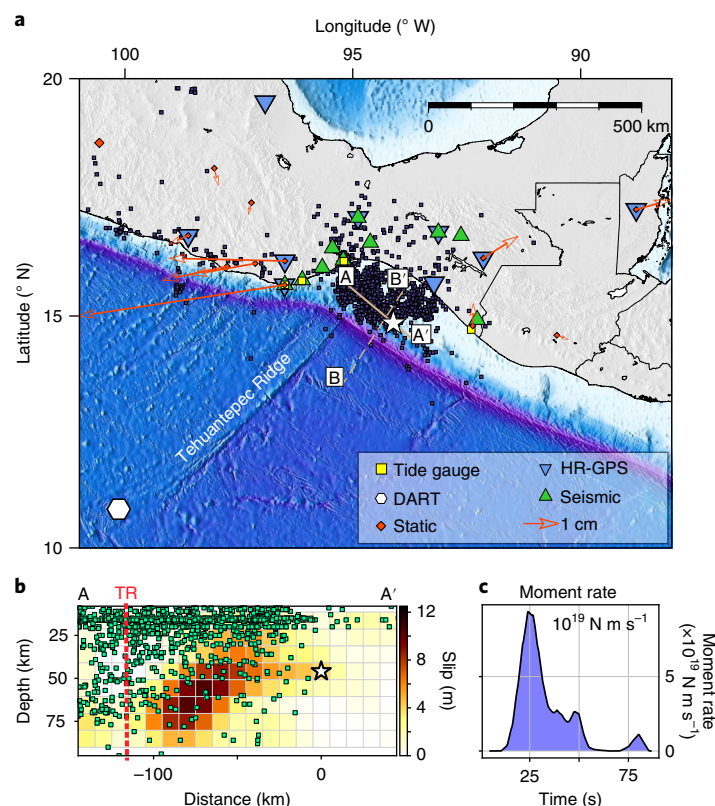 a
Longitude (° W)
100
95
90
20
15
10
Latitude (° N)
0
500 km
A
B′
A′
B
Tehuantepec Ridge
Tide gauge
HR-GPS
DART
Seismic
Static
1 cm
b
A
TR
A′
25
50
75
Depth (km)
−100
0
Distance (km)
12
8
4
0
Slip (m)
c
Moment rate
10¹⁹ N m s⁻¹
5
0
Moment rate
(×10¹⁹ N m s⁻¹)
25
75
Time (s)